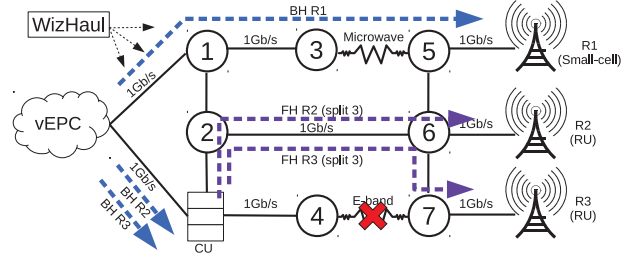 WizHaul
BH R1
1Gb/s
1
1Gb/s
3
Microwave
5
1Gb/s
R1
(Small-cell)
vEPC
2
FH R2 (split 3)
1Gb/s
FH R3 (split 3)
6
1Gb/s
R2
(RU)
1Gb/s
BH R2
BH R3
CU
1Gb/s
4
E-band
7
1Gb/s
R3
(RU)